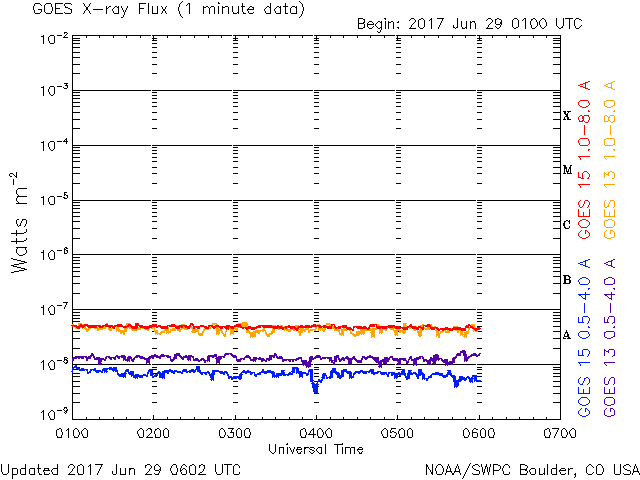 GOES X-ray Flux (1 minute data)
Begin: 2017 Jun 29 0100 UTC
10⁻²
10⁻³
10⁻⁴
10⁻⁵
10⁻⁶
10⁻⁷
10⁻⁸
10⁻⁹
Watts m⁻²
X
M
C
B
A
GOES 15 1.0-8.0 A
GOES 13 1.0-8.0 A
GOES 15 0.5-4.0 A
GOES 13 0.5-4.0 A
0100 0200 0300 0400 0500 0600 0700
Universal Time
Updated 2017 Jun 29 0602 UTC NOAA/SWPC Boulder, CO USA